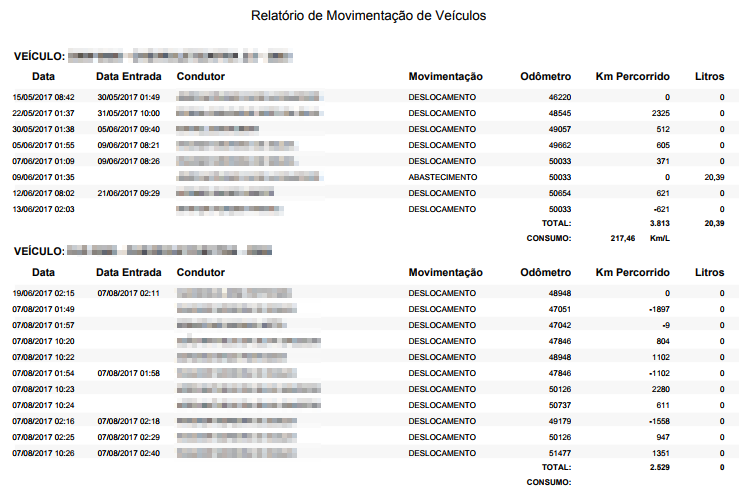 Relatório de Movimentação de Veículos
VEÍCULO:
Data Data Entrada Condutor Movimentação Odômetro Km Percorrido Litros
15/05/2017 08:42 30/05/2017 01:49 DESLOCAMENTO 46220 0 0
22/05/2017 01:37 31/05/2017 10:00 DESLOCAMENTO 48545 2325 0
30/05/2017 01:38 05/06/2017 09:40 DESLOCAMENTO 49057 512 0
05/06/2017 01:55 09/06/2017 08:21 DESLOCAMENTO 49662 605 0
07/06/2017 01:09 09/06/2017 08:26 DESLOCAMENTO 50033 371 0
09/06/2017 01:35 ABASTECIMENTO 50033 0 20,39
12/06/2017 08:02 21/06/2017 09:29 DESLOCAMENTO 50654 621 0
13/06/2017 02:03 DESLOCAMENTO 50033 -621 0
TOTAL: 3.813 20,39
CONSUMO: 217,46 Km/L
VEÍCULO:
Data Data Entrada Condutor Movimentação Odômetro Km Percorrido Litros
19/06/2017 02:15 07/08/2017 02:11 DESLOCAMENTO 48948 0 0
07/08/2017 01:49 DESLOCAMENTO 47051 -1897 0
07/08/2017 01:57 DESLOCAMENTO 47042 -9 0
07/08/2017 10:20 DESLOCAMENTO 47846 804 0
07/08/2017 10:22 DESLOCAMENTO 48948 1102 0
07/08/2017 01:54 07/08/2017 01:58 DESLOCAMENTO 47846 -1102 0
07/08/2017 10:23 DESLOCAMENTO 50126 2280 0
07/08/2017 10:24 DESLOCAMENTO 50737 611 0
07/08/2017 02:16 07/08/2017 02:18 DESLOCAMENTO 49179 -1558 0
07/08/2017 02:25 07/08/2017 02:29 DESLOCAMENTO 50126 947 0
07/08/2017 10:26 07/08/2017 02:40 DESLOCAMENTO 51477 1351 0
TOTAL: 2.529 0
CONSUMO: